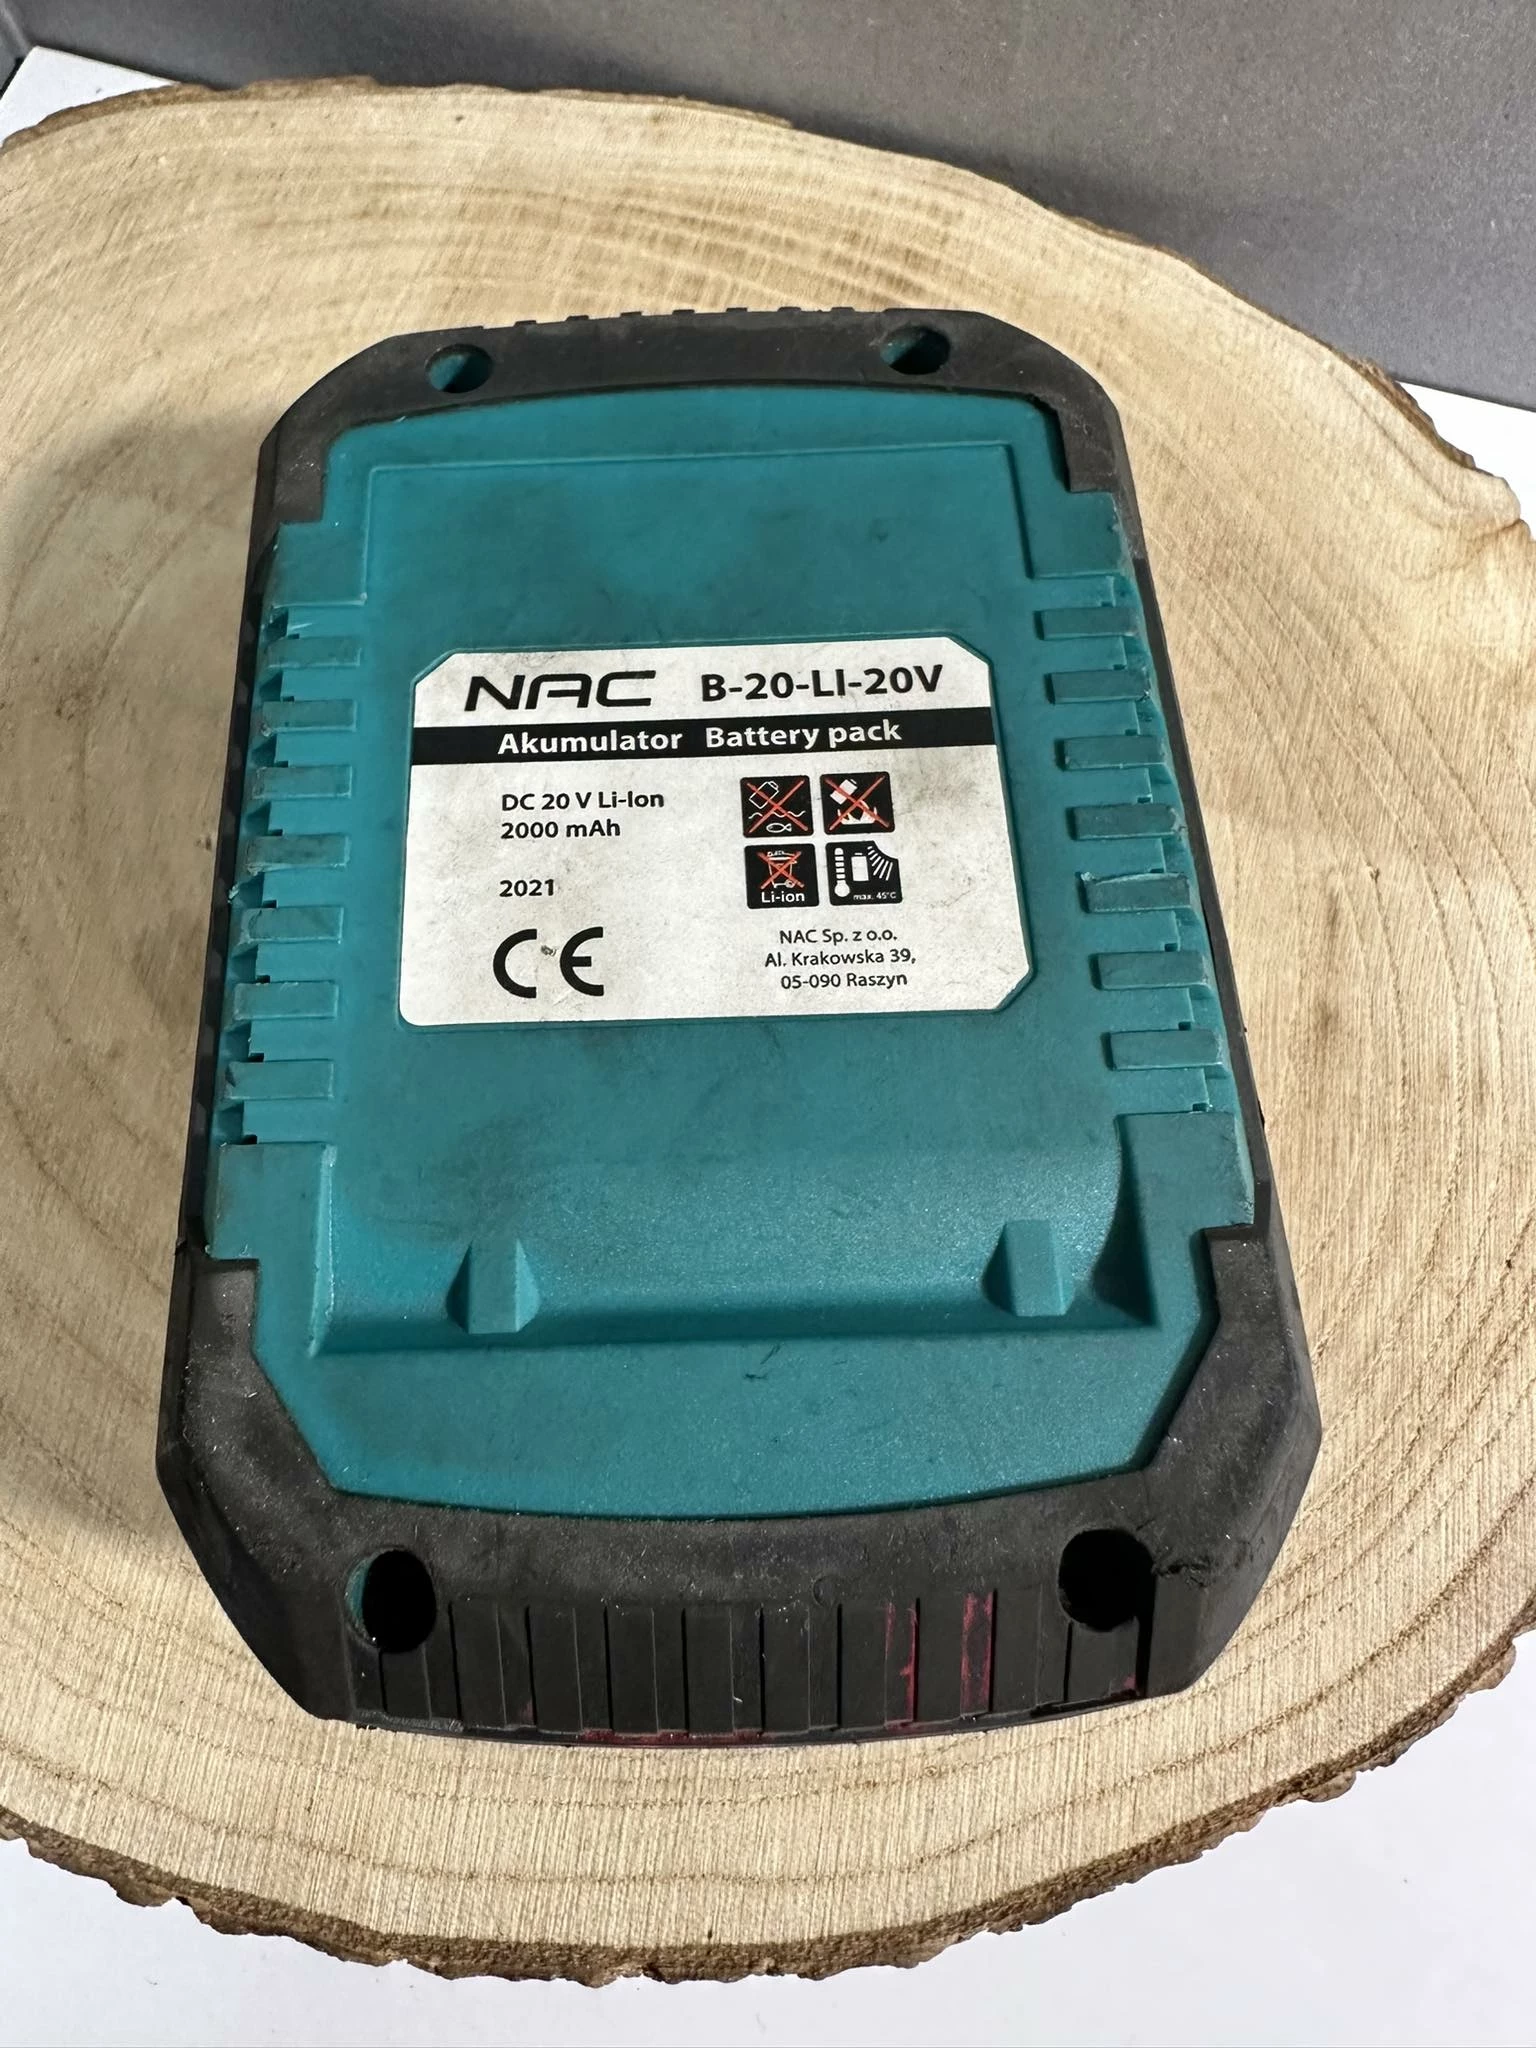 NAC B-20-LI-20V
Akumulator Battery pack
DC 20 V Li-Ion
2000 mAh
2021
CE
Li-ion
max. 45°C
NAC Sp. z o.o.
Al. Krakowska 39,
05-090 Raszyn